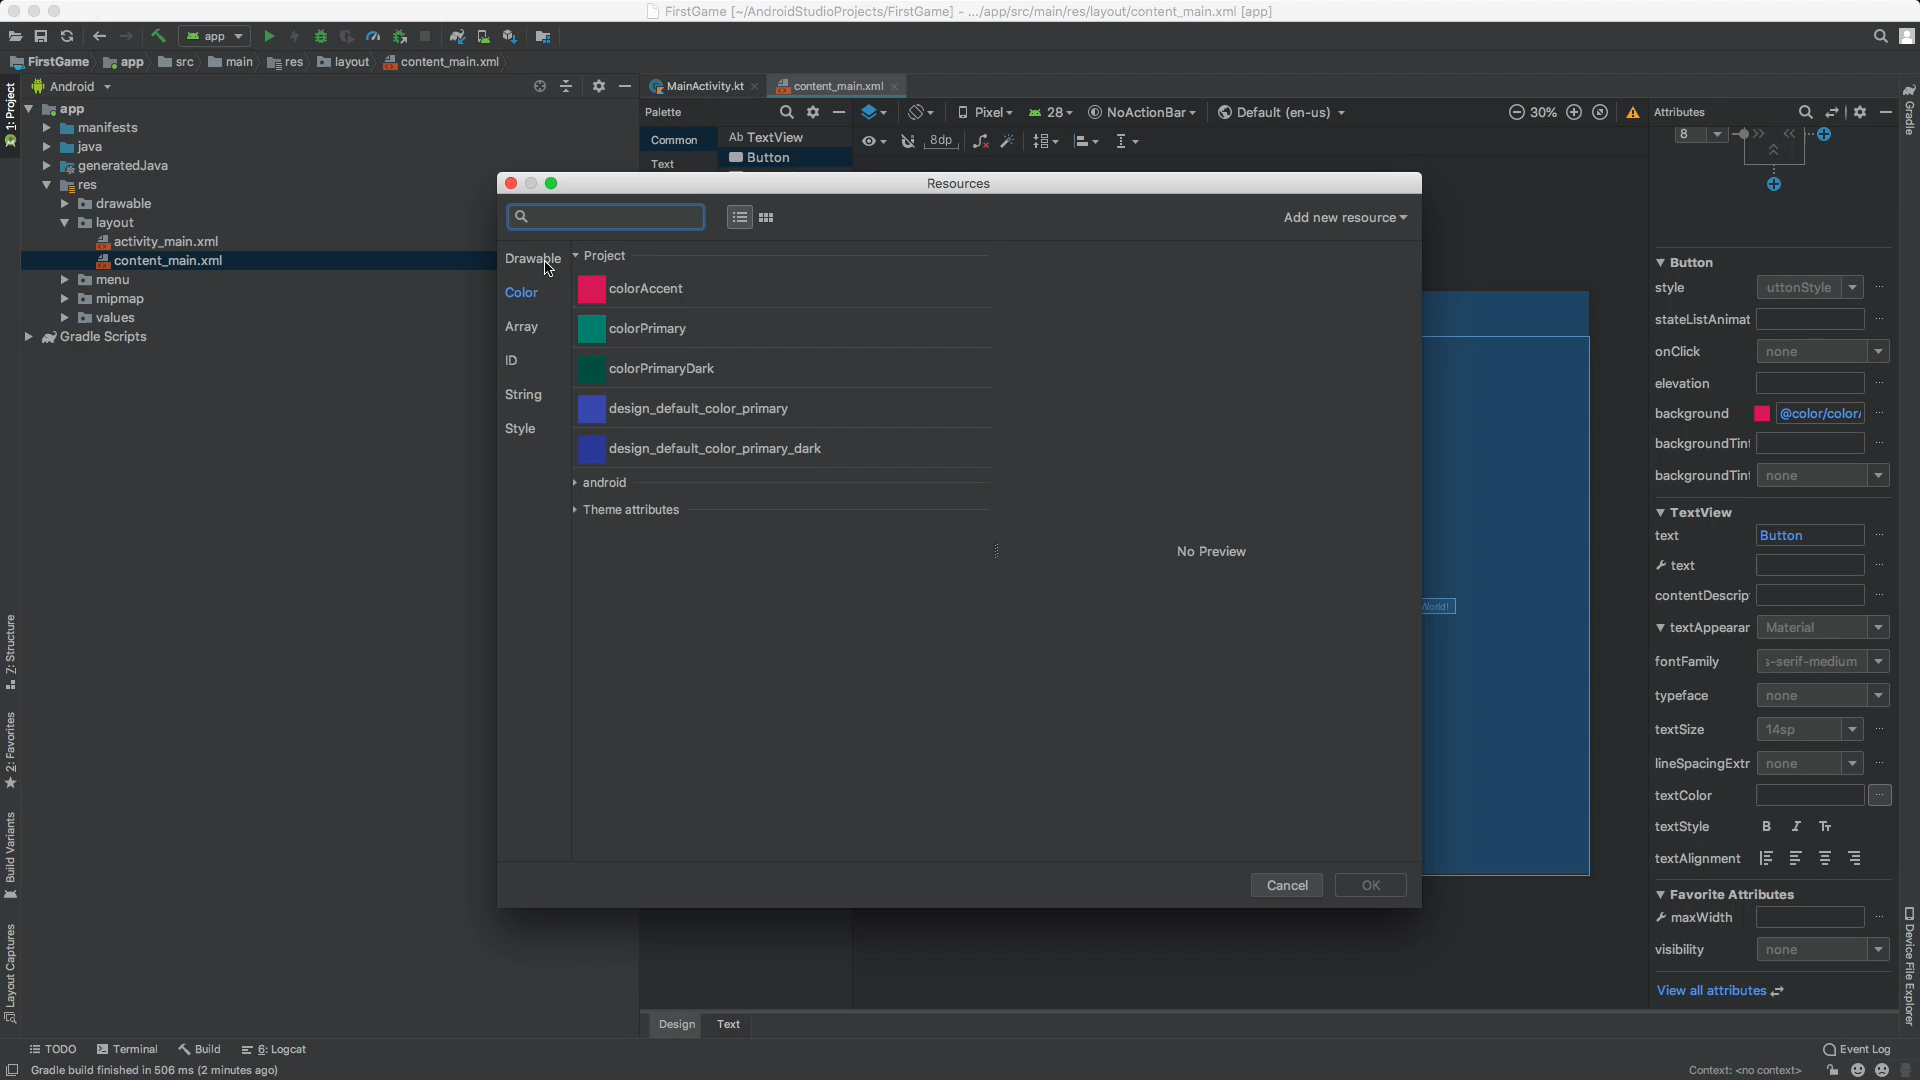 FirstGame [~/AndroidStudioProjects/FirstGame] - .../app/src/main/res/layout/content_main.xml [app]
app
FirstGame app src main res layout content_main.xml
1: Project
Android
app
manifests
java
generatedJava
res
drawable
layout
activity_main.xml
content_main.xml
menu
mipmap
values
Gradle Scripts
Z: Structure
2: Favorites
Build Variants
Layout Captures
MainActivity.kt content_main.xml
Palette
Common
Text
Ab TextView
Button
Pixel 28 NoActionBar Default (en-us) 30%
8dp
Resources
Add new resource
Drawable
Color
Array
ID
String
Style
Project
colorAccent
colorPrimary
colorPrimaryDark
design_default_color_primary
design_default_color_primary_dark
android
Theme attributes
No Preview
Cancel OK
World!
Design Text
Attributes
8
Button
style uttonStyle
stateListAnimat
onClick none
elevation
background @color/color
backgroundTint
backgroundTint none
TextView
text Button
text
contentDescrip
textAppearar Material
fontFamily s-serif-medium
typeface none
textSize 14sp
lineSpacingExtr none
textColor
textStyle B I Tт
textAlignment
Favorite Attributes
maxWidth
visibility none
View all attributes
Gradle
Device File Explorer
TODO Terminal Build 6: Logcat Event Log
Gradle build finished in 506 ms (2 minutes ago) Context: <no context>